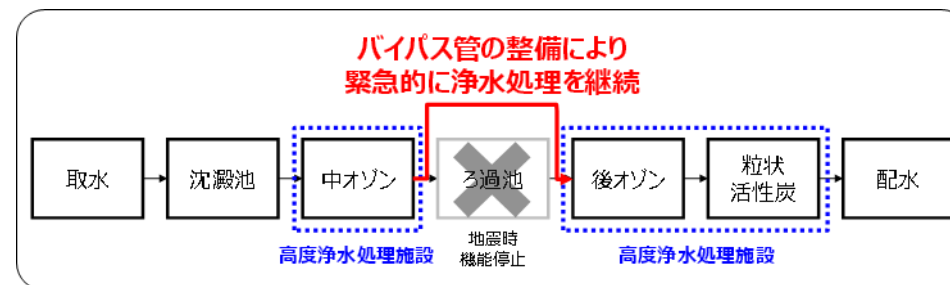 バイパス管の整備により
緊急的に浄水処理を継続
取水
沈澱池
中オゾン
ろ過池
後オゾン
粒状
活性炭
配水
高度浄水処理施設
地震時
機能停止
高度浄水処理施設